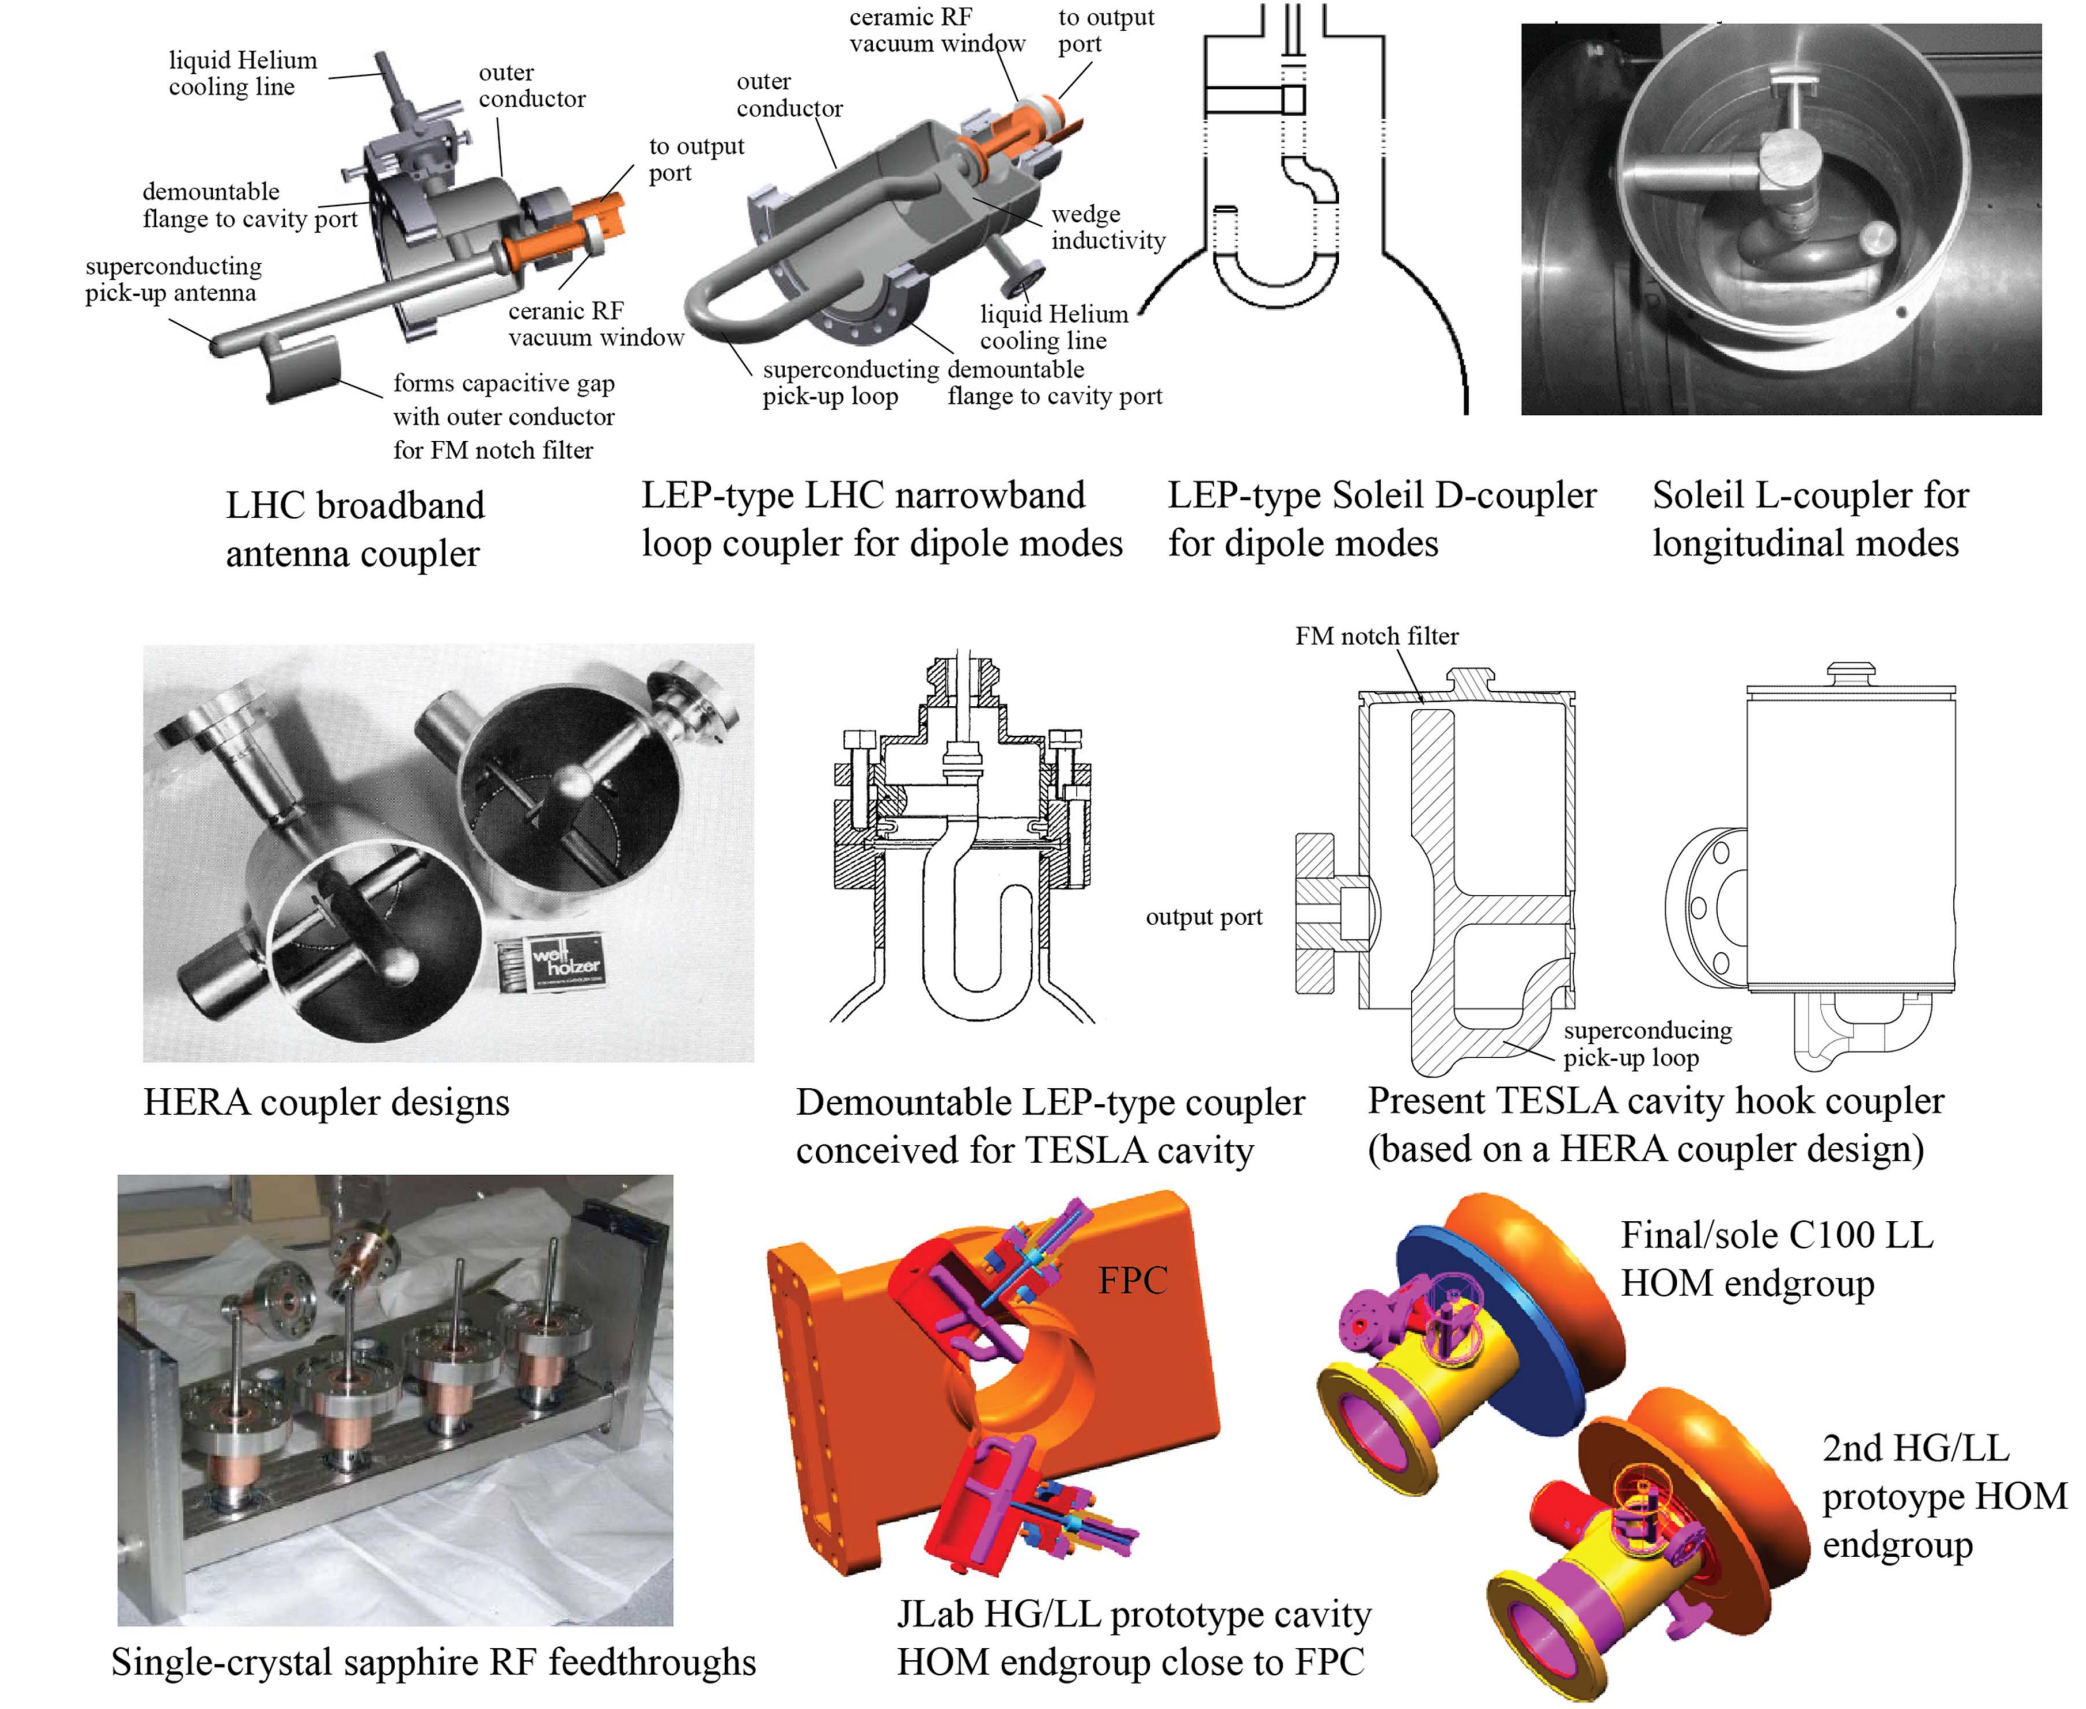 liquid Helium
cooling line
outer
conductor
to output
port
demountable
flange to cavity port
superconducting
pick-up antenna
ceranic RF
vacuum window
forms capacitive gap
with outer conductor
for FM notch filter
LHC broadband
antenna coupler
ceramic RF
vacuum window
to output
port
outer
conductor
wedge
inductivity
liquid Helium
cooling line
superconducting
pick-up loop
demountable
flange to cavity port
LEP-type LHC narrowband
loop coupler for dipole modes
LEP-type Soleil D-coupler
for dipole modes
Soleil L-coupler for
longitudinal modes
welt
holzer
HERA coupler designs
Demountable LEP-type coupler
conceived for TESLA cavity
FM notch filter
output port
superconducing
pick-up loop
Present TESLA cavity hook coupler
(based on a HERA coupler design)
Single-crystal sapphire RF feedthroughs
FPC
JLab HG/LL prototype cavity
HOM endgroup close to FPC
Final/sole C100 LL
HOM endgroup
2nd HG/LL
protoype HOM
endgroup